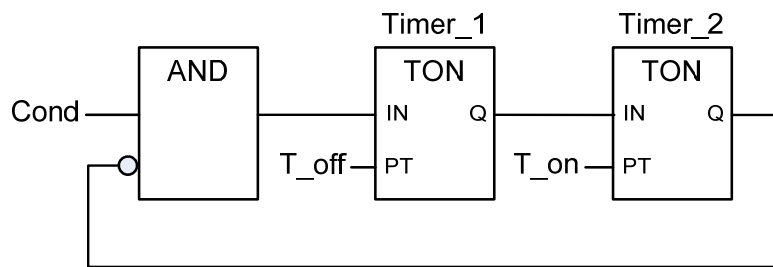 Timer_1 Timer_2
AND TON TON
Cond IN Q IN Q
T_off PT T_on PT